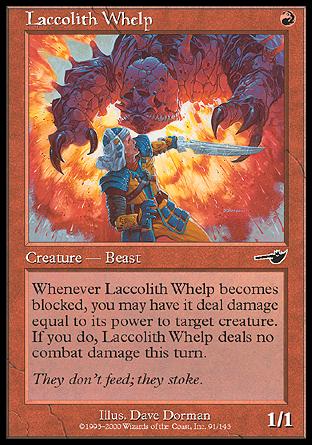 Laccolith Whelp
Creature — Beast
Whenever Laccolith Whelp becomes
blocked, you may have it deal damage
equal to its power to target creature.
If you do, Laccolith Whelp deals no
combat damage this turn.
They don't feed; they stoke.
1/1
Illus. Dave Dorman
©1993-2000 Wizards of the Coast, Inc. 91/143